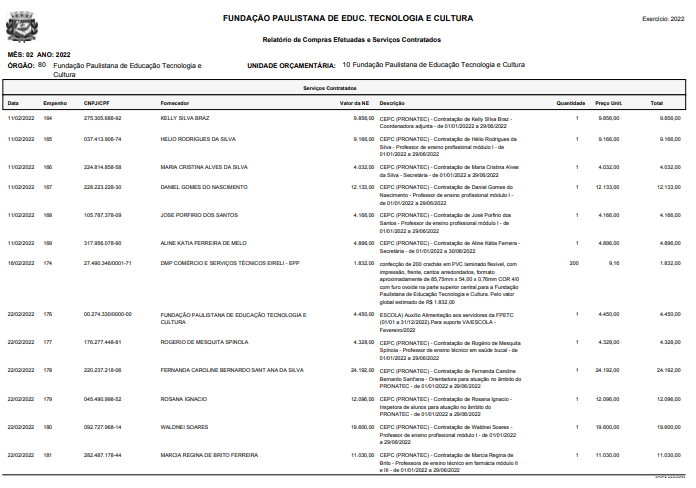 FUNDAÇÃO PAULISTANA DE EDUC. TECNOLOGIA E CULTURA
Exercício: 2022
Relatório de Compras Efetuadas e Serviços Contratados
MÊS: 02 ANO: 2022
ÓRGÃO: 80 Fundação Paulistana de Educação Tecnologia e Cultura
UNIDADE ORÇAMENTÁRIA: 10 Fundação Paulistana de Educação Tecnologia e Cultura
Serviços Contratados
Data Empenho CNPJ/CPF Fornecedor Valor da NE Descrição Quantidade Preço Unit. Total
11/02/2022 164 275.305.688-92 KELLY SILVA BRAZ 9.856,00 CEPC (PRONATEC) - Contratação de Kelly Silva Braz - 1 9.856,00 9.856,00
Coordenadora adjunta - de 01/01/20222 a 29/06/2022
11/02/2022 165 037.413.906-74 HELIO RODRIGUES DA SILVA 9.166,00 CEPC (PRONATEC) - Contratação de Hélio Rodrigues da 1 9.166,00 9.166,00
Silva - Professor de ensino profissional módulo I - de
01/01/2022 a 29/06/2022
11/02/2022 166 224.814.858-58 MARIA CRISTINA ALVES DA SILVA 4.032,00 CEPC (PRONATEC) - Contratação de Maria Cristina Alves 1 4.032,00 4.032,00
da Silva - Secretária - de 01/01/2022 a 29/06/2022
11/02/2022 167 228.223.228-30 DANIEL GOMES DO NASCIMENTO 12.133,00 CEPC (PRONATEC) - Contratação de Daniel Gomes do 1 12.133,00 12.133,00
Nascimento - Professor de ensino profissional módulo I -
de 01/01/2022 a 29/06/2022
11/02/2022 168 105.787.378-09 JOSE PORFIRIO DOS SANTOS 4.166,00 CEPC (PRONATEC) - Contratação de José Porfírio dos 1 4.166,00 4.166,00
Santos - Professor de ensino profissional módulo I - de
01/01/2022 a 29/06/2022
11/02/2022 169 317.956.078-90 ALINE KATIA FERREIRA DE MELO 4.896,00 CEPC (PRONATEC) - Contratação de Aline Kátia Ferreira - 1 4.896,00 4.896,00
Secretária - de 01/01/2022 a 30/08/2022
16/02/2022 174 27.490.346/0001-71 DMP COMÉRCIO E SERVIÇOS TÉCNICOS EIRELI - EPP 1.832,00 confecção de 200 crachás em PVC laminado flexível, com 200 9,16 1.832,00
impressão, frente, cantos arredondados, formato
aproximadamente de 85,75mm x 54,00 x 0,76mm COR 4/0
com furo ovoide na parte superior central,para a Fundação
Paulistana de Educação Tecnologia e Cultura. Pelo valor
global estimado de R$ 1.832,00
22/02/2022 176 00.274.330/0000-00 FUNDAÇÃO PAULISTANA DE EDUCAÇÃO TECNOLOGIA E 4.450,00 ESCOLA) Auxílio Alimentação aos servidores da FPETC 1 4.450,00 4.450,00
CULTURA (01/01 a 31/12/2022).Para suporte VA/ESCOLA -
Fevereiro/2022
22/02/2022 177 176.277.448-81 ROGERIO DE MESQUITA SPINOLA 4.328,00 CEPC (PRONATEC) - Contratação de Rogério de Mesquita 1 4.328,00 4.328,00
Spínola - Professor de ensino técnico em saúde bucal - de
01/01/2022 a 29/06/2022
22/02/2022 178 220.237.218-06 FERNANDA CAROLINE BERNARDO SANT ANA DA SILVA 24.192,00 CEPC (PRONATEC) - Contratação de Fernanda Caroline 1 24.192,00 24.192,00
Bernardo Sant'ana - Orientadora para atuação no âmbito do
PRONATEC - de 01/01/2022 a 29/06/2022
22/02/2022 179 045.490.998-52 ROSANA IGNACIO 12.096,00 CEPC (PRONATEC) - Contratação de Rosana Ignacio - 1 12.096,00 12.096,00
Inspetora de alunos para atuação no âmbito do
PRONATEC - de 01/01/2022 a 29/06/2022
22/02/2022 180 092.727.968-14 WALDNEI SOARES 19.600,00 CEPC (PRONATEC) - Contratação de Waldnei Soares - 1 19.600,00 19.600,00
Professor de ensino profissional módulo I - de 01/01/2022
a 29/06/2022
22/02/2022 181 282.487.178-44 MARCIA REGINA DE BRITO FERREIRA 11.030,00 CEPC (PRONATEC) - Contratação de Marcia Regina de 1 11.030,00 11.030,00
Brito - Professora de ensino técnico em farmácia módulo II
e III - de 01/01/2022 a 29/06/2022